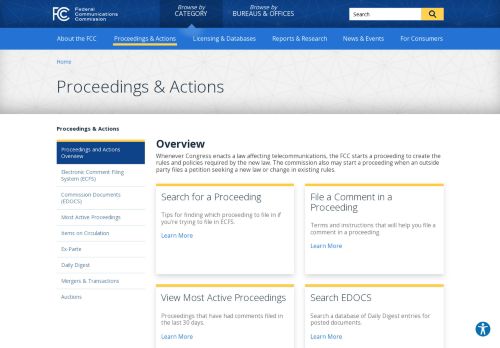 FCC
Federal
Communications
Commission
Browse by
CATEGORY
Browse by
BUREAUS & OFFICES
Search
About the FCC
Proceedings & Actions
Licensing & Databases
Reports & Research
News & Events
For Consumers
Home
Proceedings & Actions
Proceedings & Actions
Proceedings and Actions
Overview
Electronic Comment Filing
System (ECFS)
Commission Documents
(EDOCS)
Most Active Proceedings
Items on Circulation
Ex-Parte
Daily Digest
Mergers & Transactions
Auctions
Overview
Whenever Congress enacts a law affecting telecommunications, the FCC starts a proceeding to create the
rules and policies required by the new law. The commission also may start a proceeding when an outside
party files a petition seeking a new law or change in existing rules.
Search for a Proceeding
Tips for finding which proceeding to file in if
you're trying to file in ECFS.
Learn More
File a Comment in a
Proceeding
Terms and instructions that will help you file
a comment in a proceeding.
Learn More
View Most Active Proceedings
Proceedings that have had comments filed in
the last 30 days.
Learn More
Search EDOCS
Search a database of Daily Digest entries for
posted documents.
Learn More